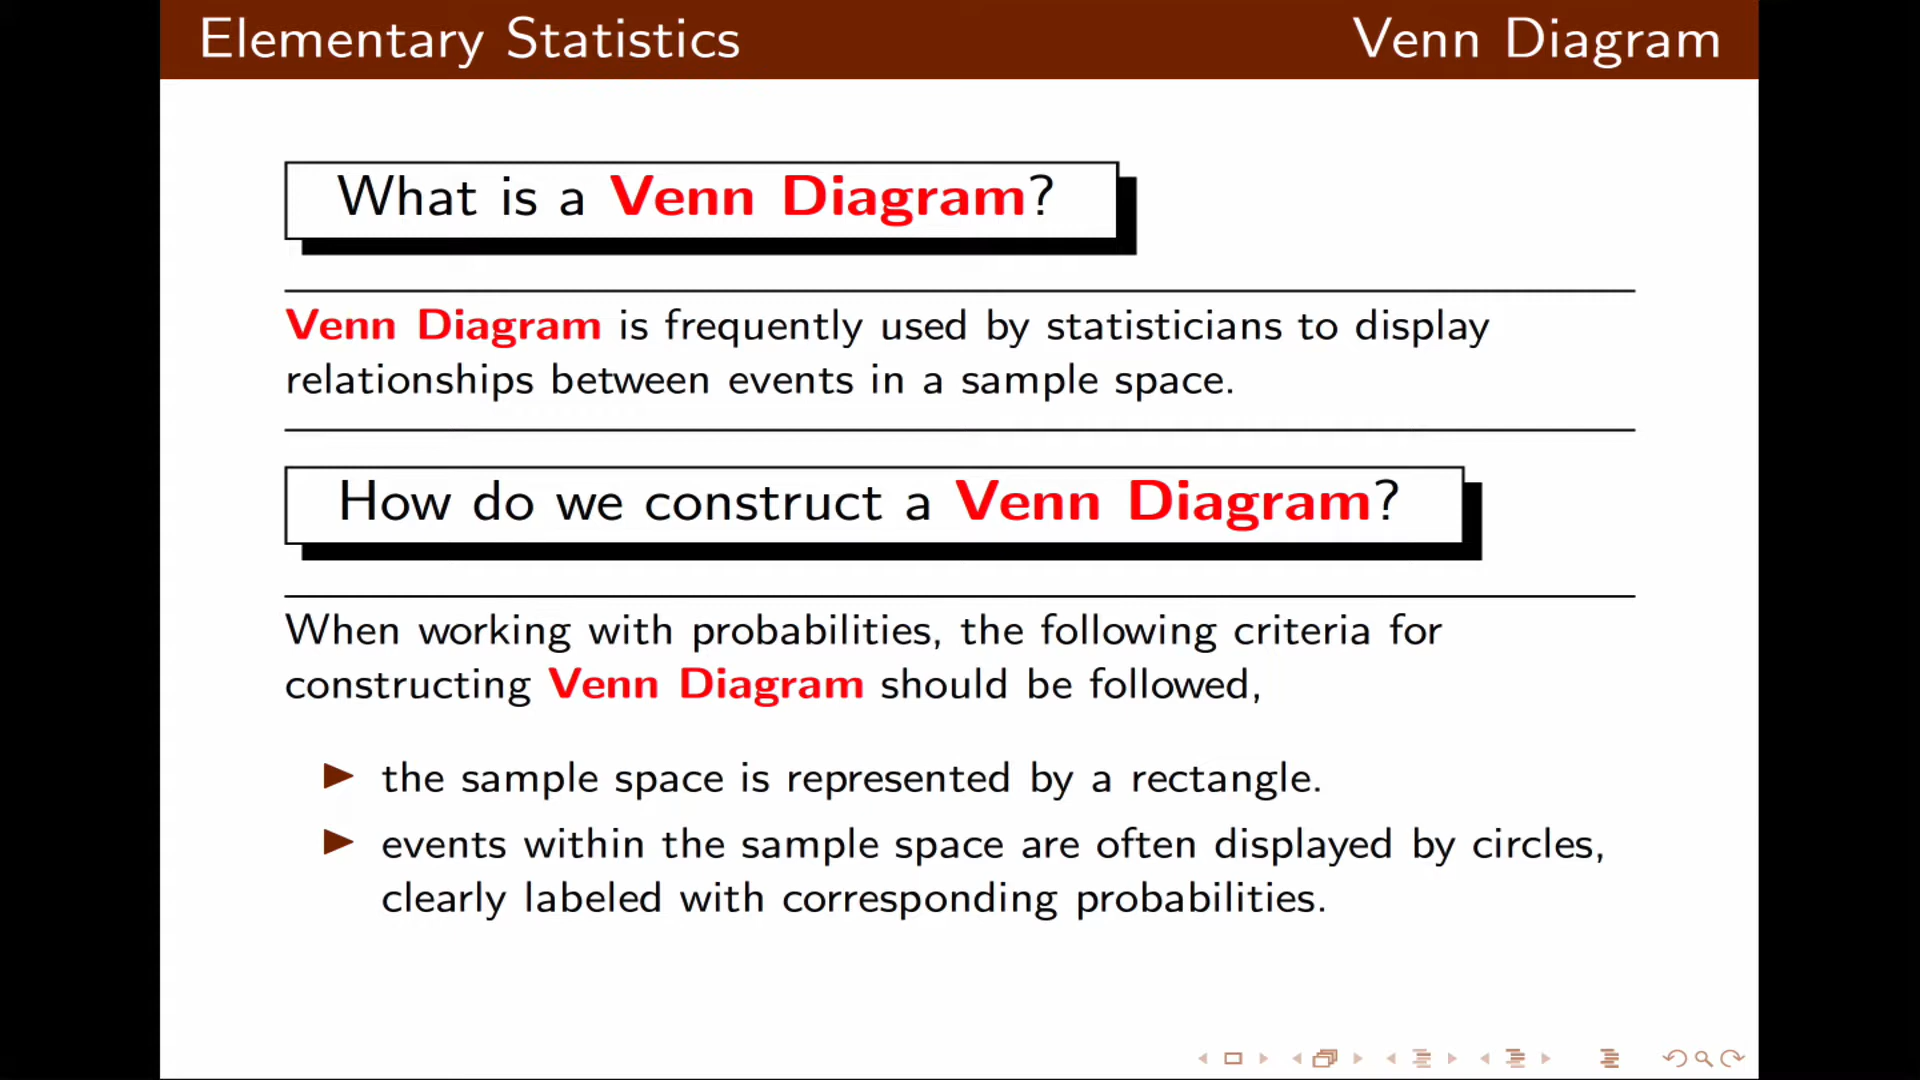 Elementary Statistics Venn Diagram
What is a Venn Diagram?
Venn Diagram is frequently used by statisticians to display
relationships between events in a sample space.
How do we construct a Venn Diagram?
When working with probabilities, the following criteria for
constructing Venn Diagram should be followed,
the sample space is represented by a rectangle.
events within the sample space are often displayed by circles,
clearly labeled with corresponding probabilities.